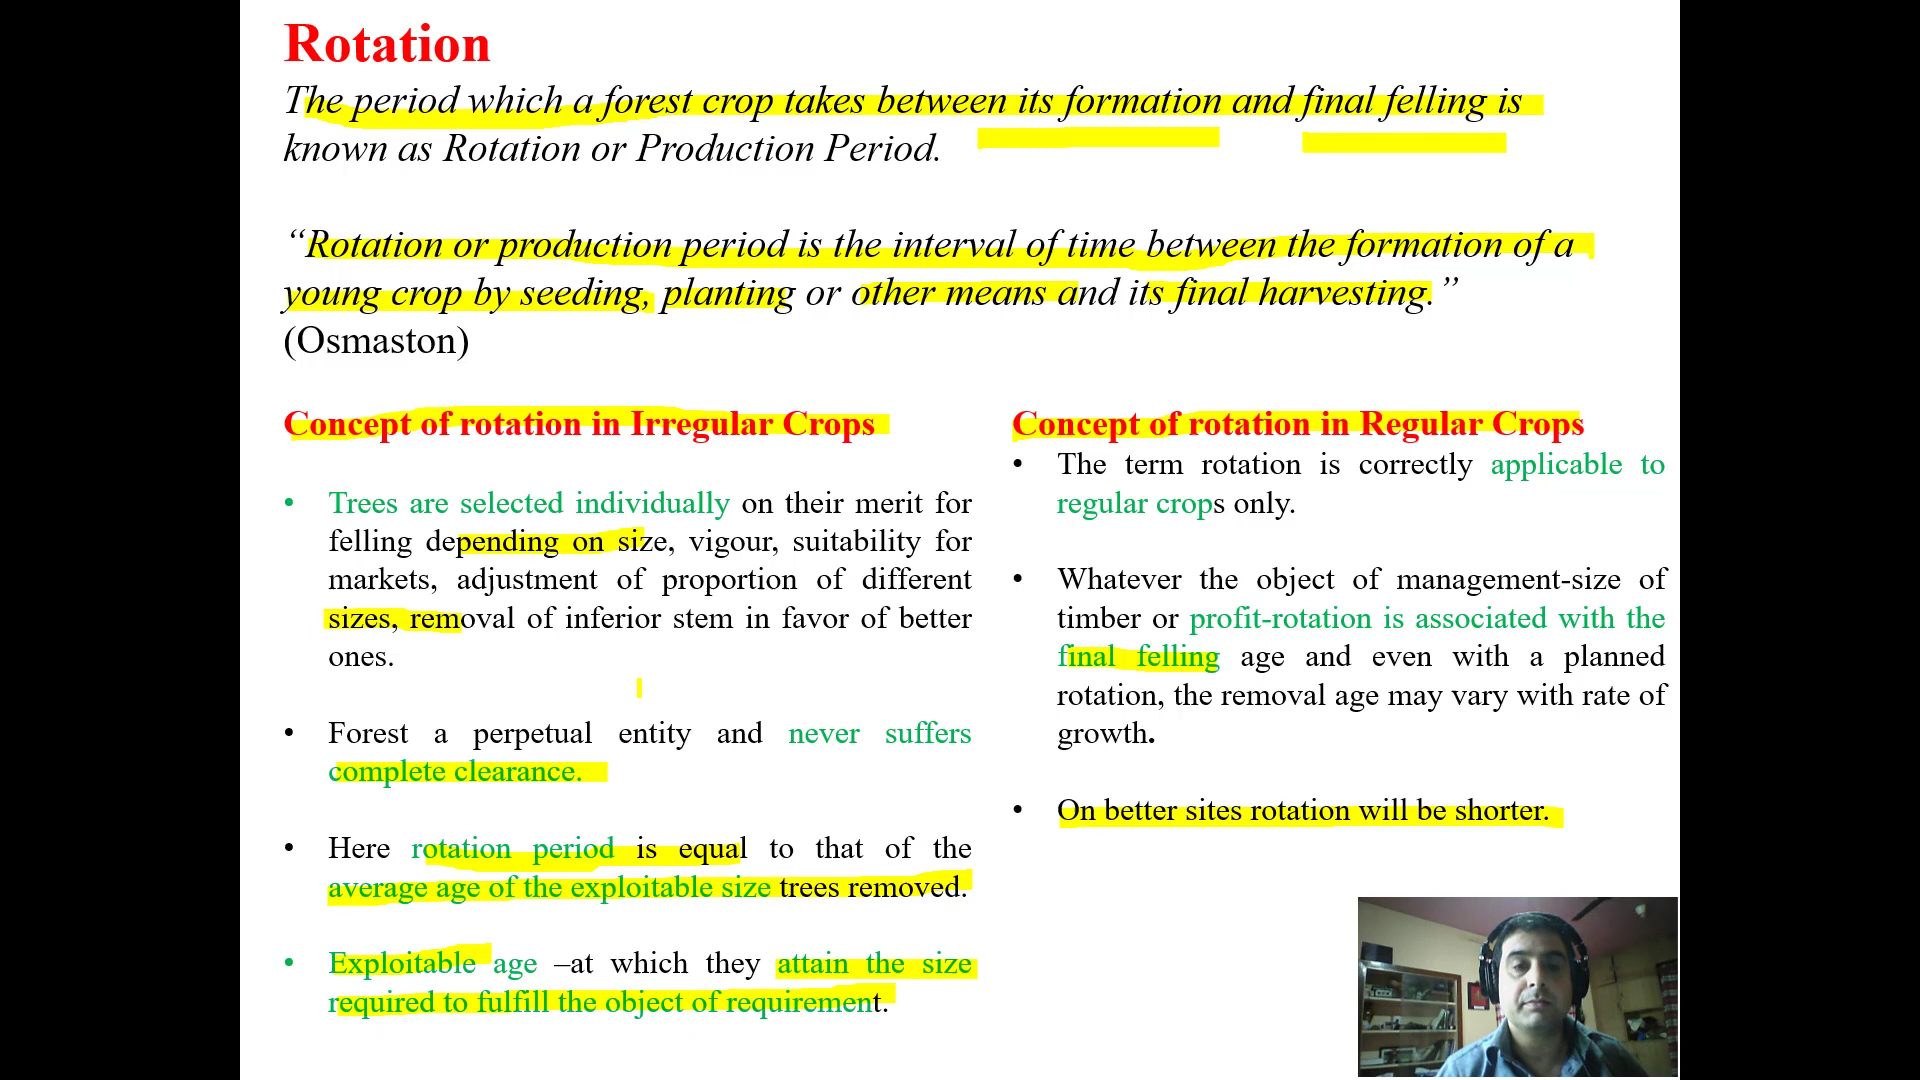 Rotation
The period which a forest crop takes between its formation and final felling is
known as Rotation or Production Period.
“Rotation or production period is the interval of time between the formation of a
young crop by seeding, planting or other means and its final harvesting.”
(Osmaston)
Concept of rotation in Irregular Crops
• Trees are selected individually on their merit for
felling depending on size, vigour, suitability for
markets, adjustment of proportion of different
sizes, removal of inferior stem in favor of better
ones.
• Forest a perpetual entity and never suffers
complete clearance.
• Here rotation period is equal to that of the
average age of the exploitable size trees removed.
• Exploitable age –at which they attain the size
required to fulfill the object of requirement.
Concept of rotation in Regular Crops
• The term rotation is correctly applicable to
regular crops only.
• Whatever the object of management-size of
timber or profit-rotation is associated with the
final felling age and even with a planned
rotation, the removal age may vary with rate of
growth.
• On better sites rotation will be shorter.